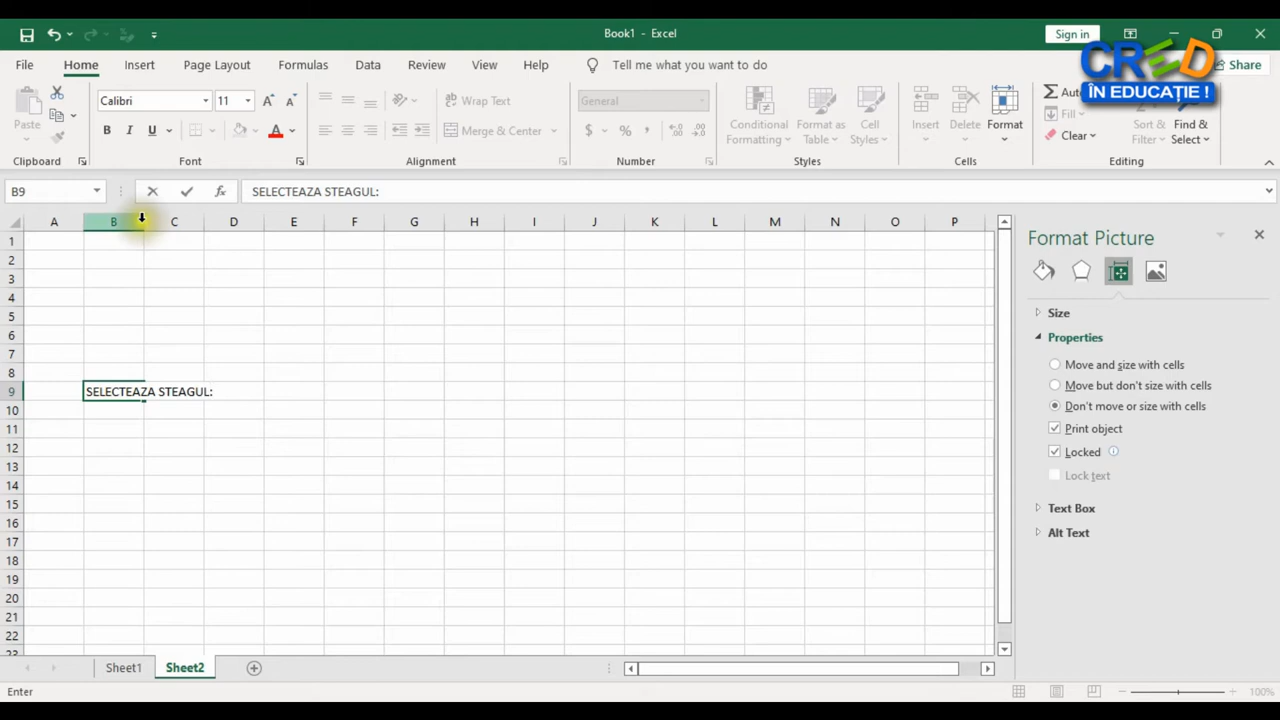 Book1 - Excel
Sign in
File Home Insert Page Layout Formulas Data Review View Help Tell me what you want to do Share
CRED
ÎN EDUCAȚIE !
Paste
Clipboard
Calibri 11
B I U
Font
Wrap Text
Merge & Center
Alignment
General
$ % ,
Number
Conditional Formatting
Format as Table
Cell Styles
Styles
Insert
Delete
Format
Cells
Fill
Clear
Sort & Filter
Find & Select
Editing
B9 fx SELECTEAZA STEAGUL:
A B C D E F G H I J K L M N O P
1
2
3
4
5
6
7
8
9 SELECTEAZA STEAGUL:
10
11
12
13
14
15
16
17
18
19
20
21
22
23
Format Picture
Size
Properties
Move and size with cells
Move but don't size with cells
Don't move or size with cells
Print object
Locked
Lock text
Text Box
Alt Text
Sheet1 Sheet2
Enter
100%